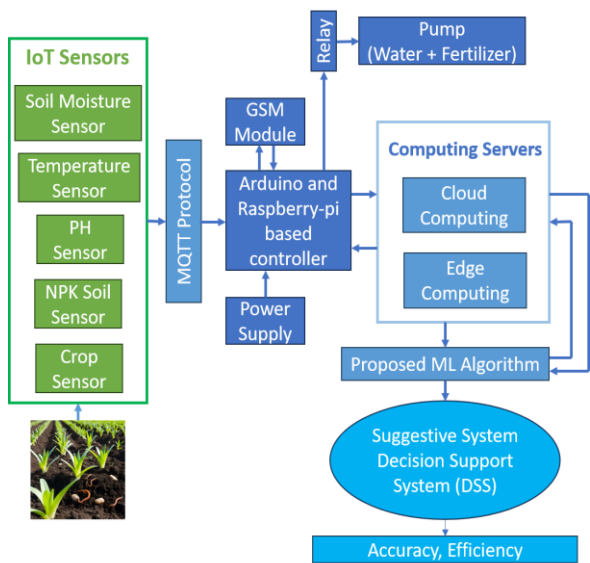 IoT Sensors
Soil Moisture
Sensor
Temperature
Sensor
PH
Sensor
NPK Soil
Sensor
Crop
Sensor
MQTT Protocol
GSM
Module
Arduino and
Raspberry-pi
based
controller
Power
Supply
Relay
Pump
(Water + Fertilizer)
Computing Servers
Cloud
Computing
Edge
Computing
Proposed ML Algorithm
Suggestive System
Decision Support
System (DSS)
Accuracy, Efficiency